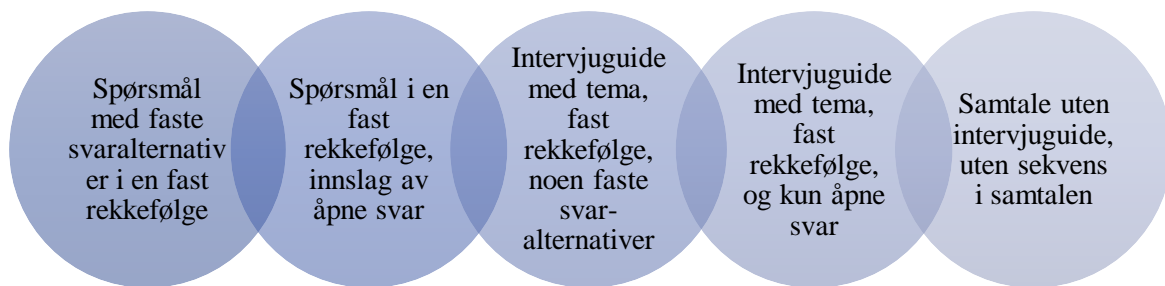 Spørsmål
med faste
svaralternativ
er i en fast
rekkefølge
Spørsmål i en
fast
rekkefølge,
innslag av
åpne svar
Intervjuguide
med tema,
fast
rekkefølge,
noen faste
svar-
alternativer
Intervjuguide
med tema,
fast
rekkefølge,
og kun åpne
svar
Samtale uten
intervjuguide,
uten sekvens
i samtalen